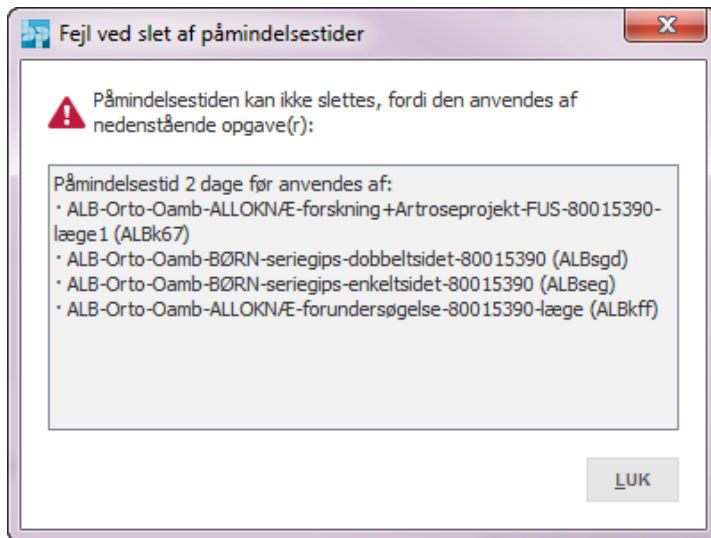 bp Fejl ved slet af påmindelsestider
Påmindelsestiden kan ikke slettes, fordi den anvendes af
nedenstående opgave(r):
Påmindelsestid 2 dage før anvendes af:
· ALB-Orto-Oamb-ALLOKNÆ-forskning+Artroseprojekt-FUS-80015390-
læge1 (ALBk67)
· ALB-Orto-Oamb-BØRN-seriegips-dobbeltsidet-80015390 (ALBsgd)
· ALB-Orto-Oamb-BØRN-seriegips-enkeltsidet-80015390 (ALBseg)
· ALB-Orto-Oamb-ALLOKNÆ-forundersøgelse-80015390-læge (ALBkff)
LUK